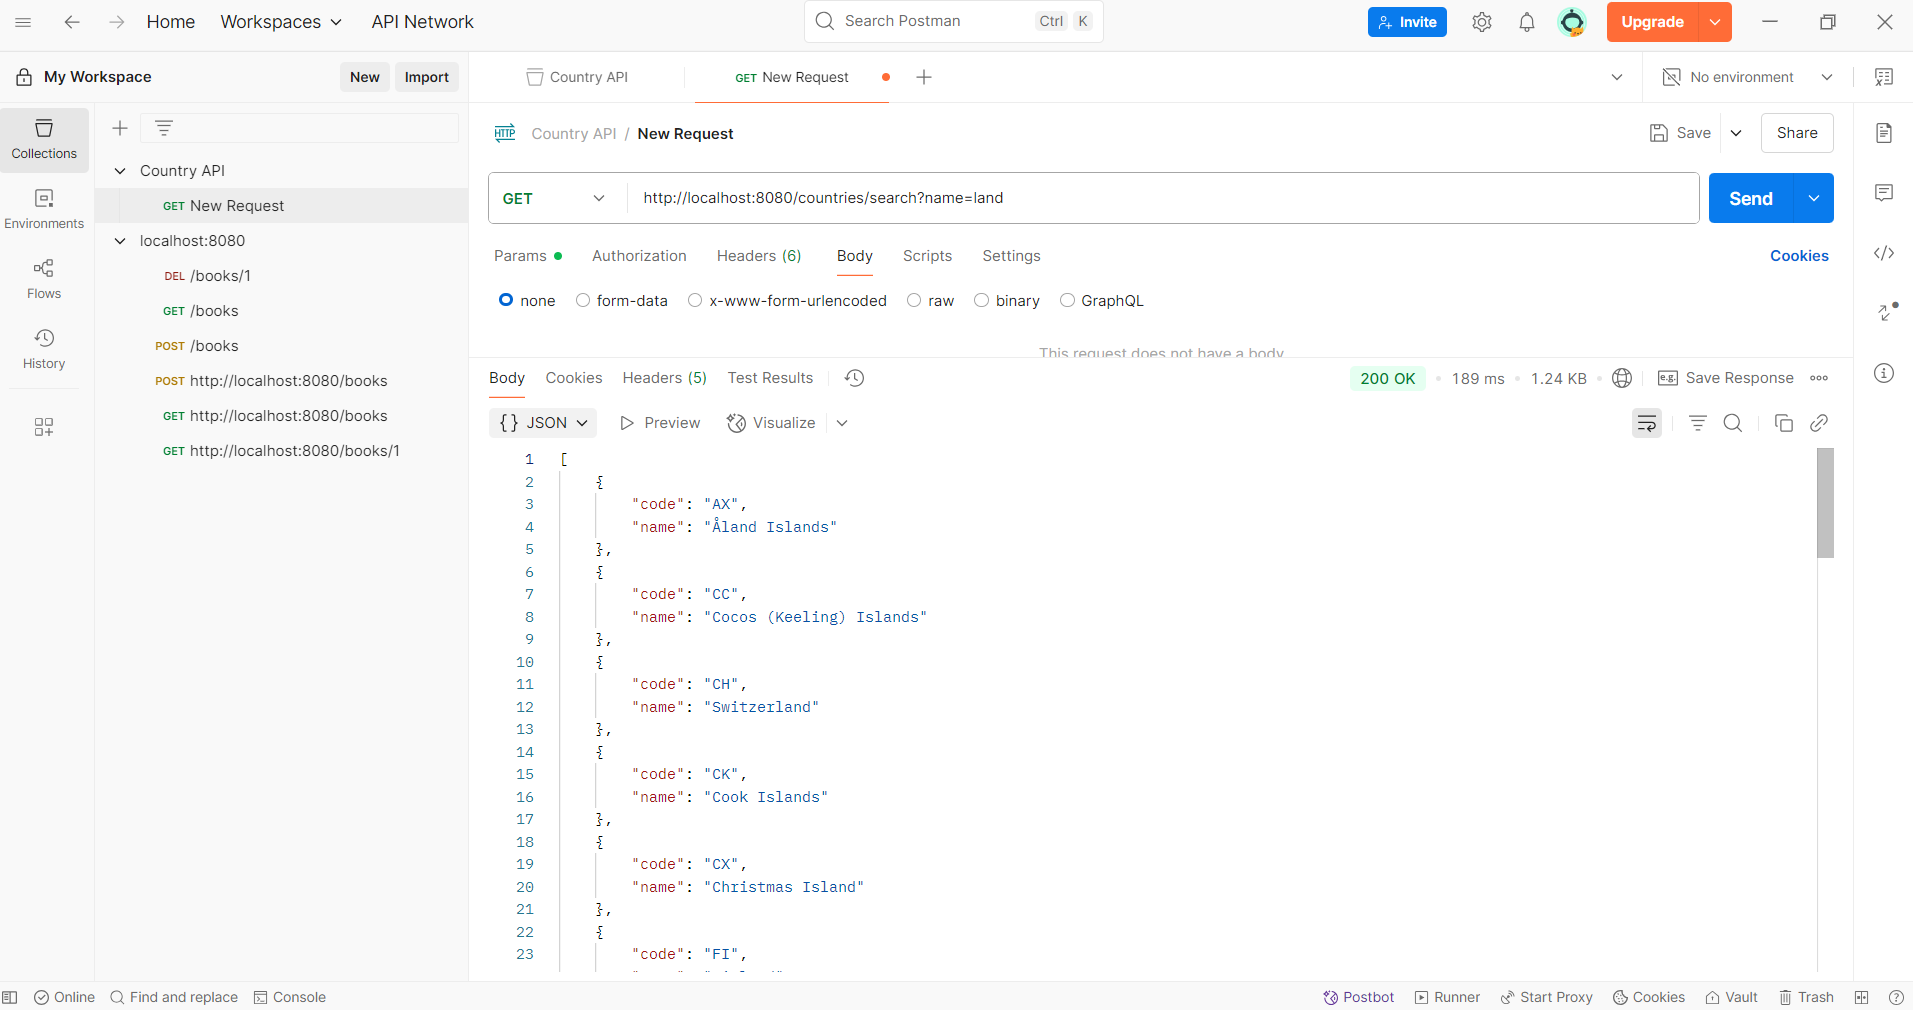 Home Workspaces API Network Search Postman Ctrl K Invite Upgrade
My Workspace New Import Country API GET New Request No environment
Collections
Environments
Flows
History
Country API
GET New Request
localhost:8080
DEL /books/1
GET /books
POST /books
POST http://localhost:8080/books
GET http://localhost:8080/books
GET http://localhost:8080/books/1
HTTP Country API / New Request Save Share
GET http://localhost:8080/countries/search?name=land Send
Params Authorization Headers (6) Body Scripts Settings Cookies
none form-data x-www-form-urlencoded raw binary GraphQL
This request does not have a body
Body Cookies Headers (5) Test Results 200 OK 189 ms 1.24 KB e.g. Save Response
{} JSON Preview Visualize
1 [
2 {
3 "code": "AX",
4 "name": "Åland Islands"
5 },
6 {
7 "code": "CC",
8 "name": "Cocos (Keeling) Islands"
9 },
10 {
11 "code": "CH",
12 "name": "Switzerland"
13 },
14 {
15 "code": "CK",
16 "name": "Cook Islands"
17 },
18 {
19 "code": "CX",
20 "name": "Christmas Island"
21 },
22 {
23 "code": "FI",
Online Find and replace Console Postbot Runner Start Proxy Cookies Vault Trash